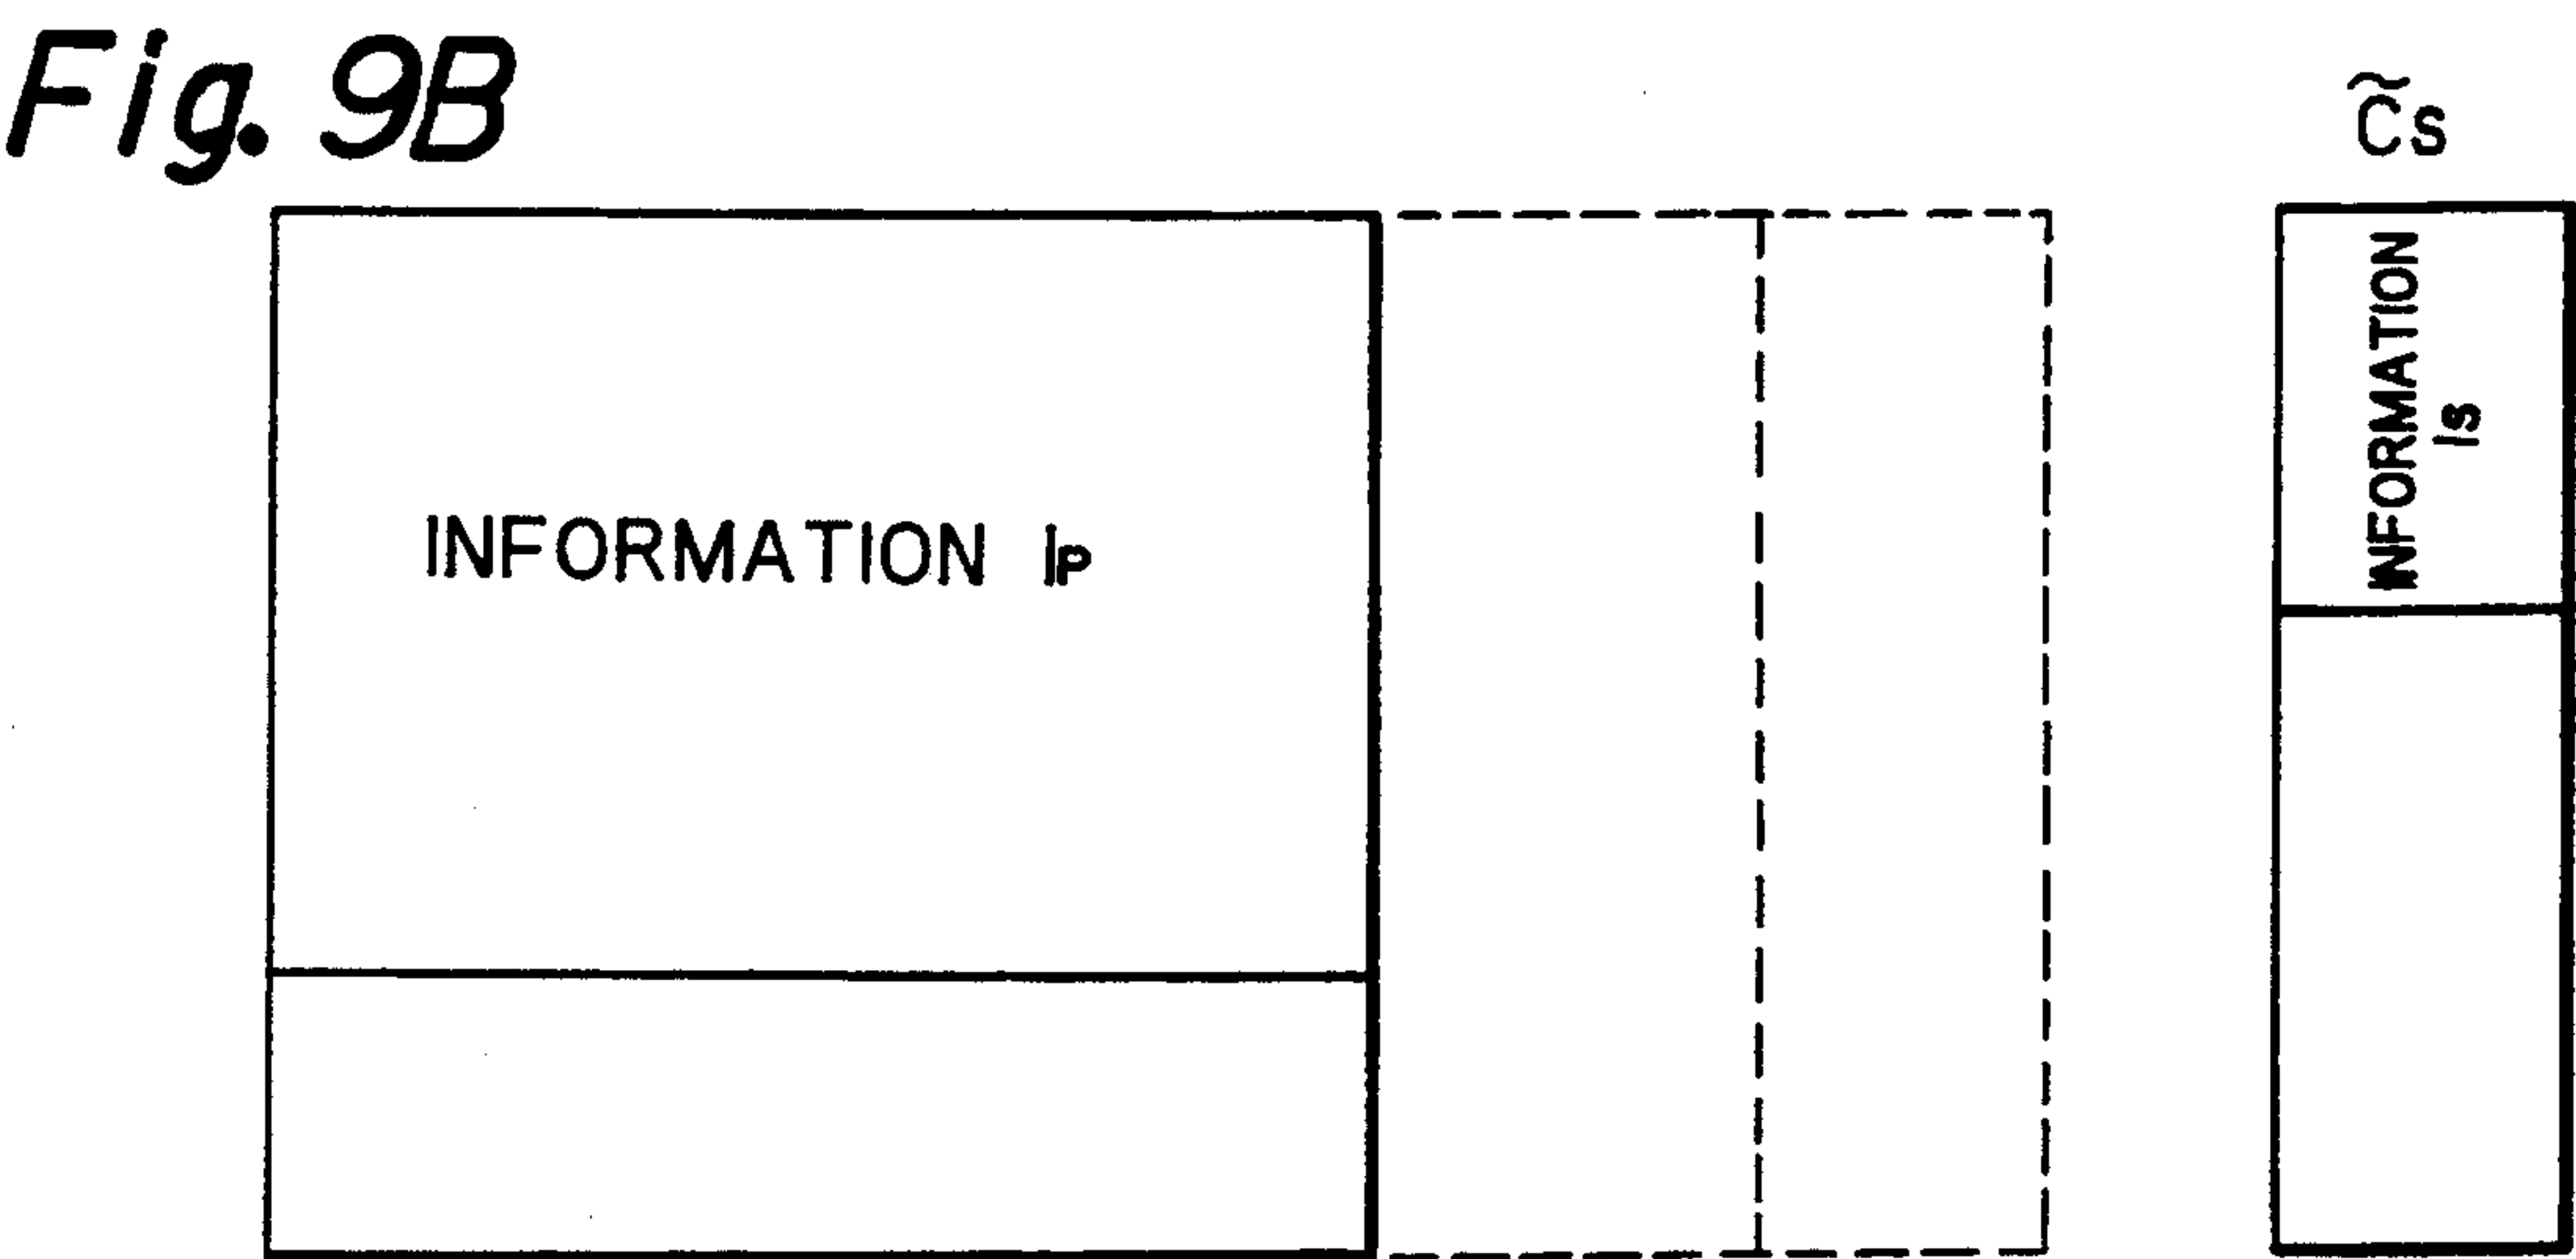 Fig. 9B
C̃s
INFORMATION IP
INFORMATION
Is